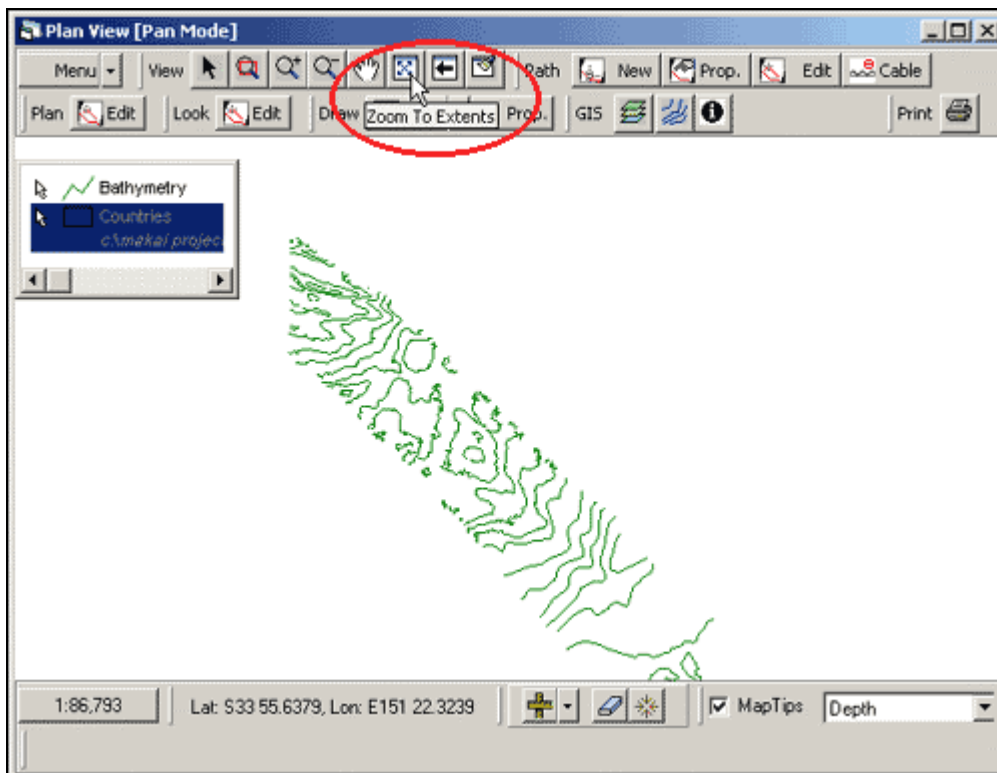 Plan View [Pan Mode]
Menu View Path New Prop. Edit Cable
Plan Edit Look Edit Draw Zoom To Extents Prop. GIS Print
Bathymetry
Countries
c:\makai projec
1:86,793 Lat: S33 55.6379, Lon: E151 22.3239 MapTips Depth